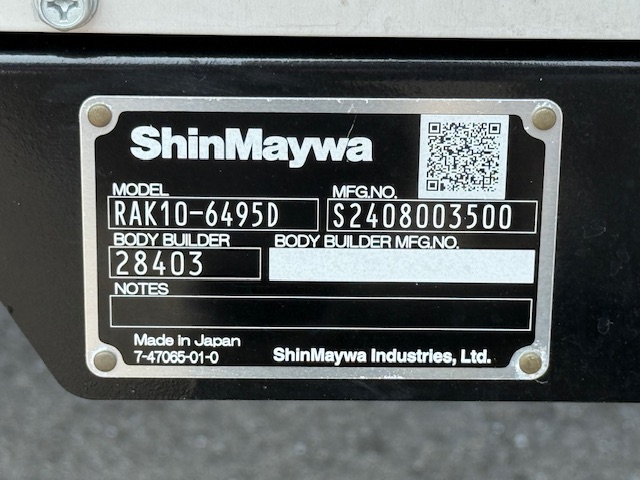 ShinMaywa
MODEL MFG.NO.
RAK10-6495D S2408003500
BODY BUILDER BODY BUILDER MFG.NO.
28403
NOTES
Made in Japan
7-47065-01-0 ShinMaywa Industries, Ltd.